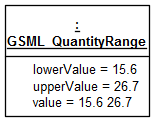 :
GSML_QuantityRange
lowerValue = 15.6
upperValue = 26.7
value = 15.6 26.7